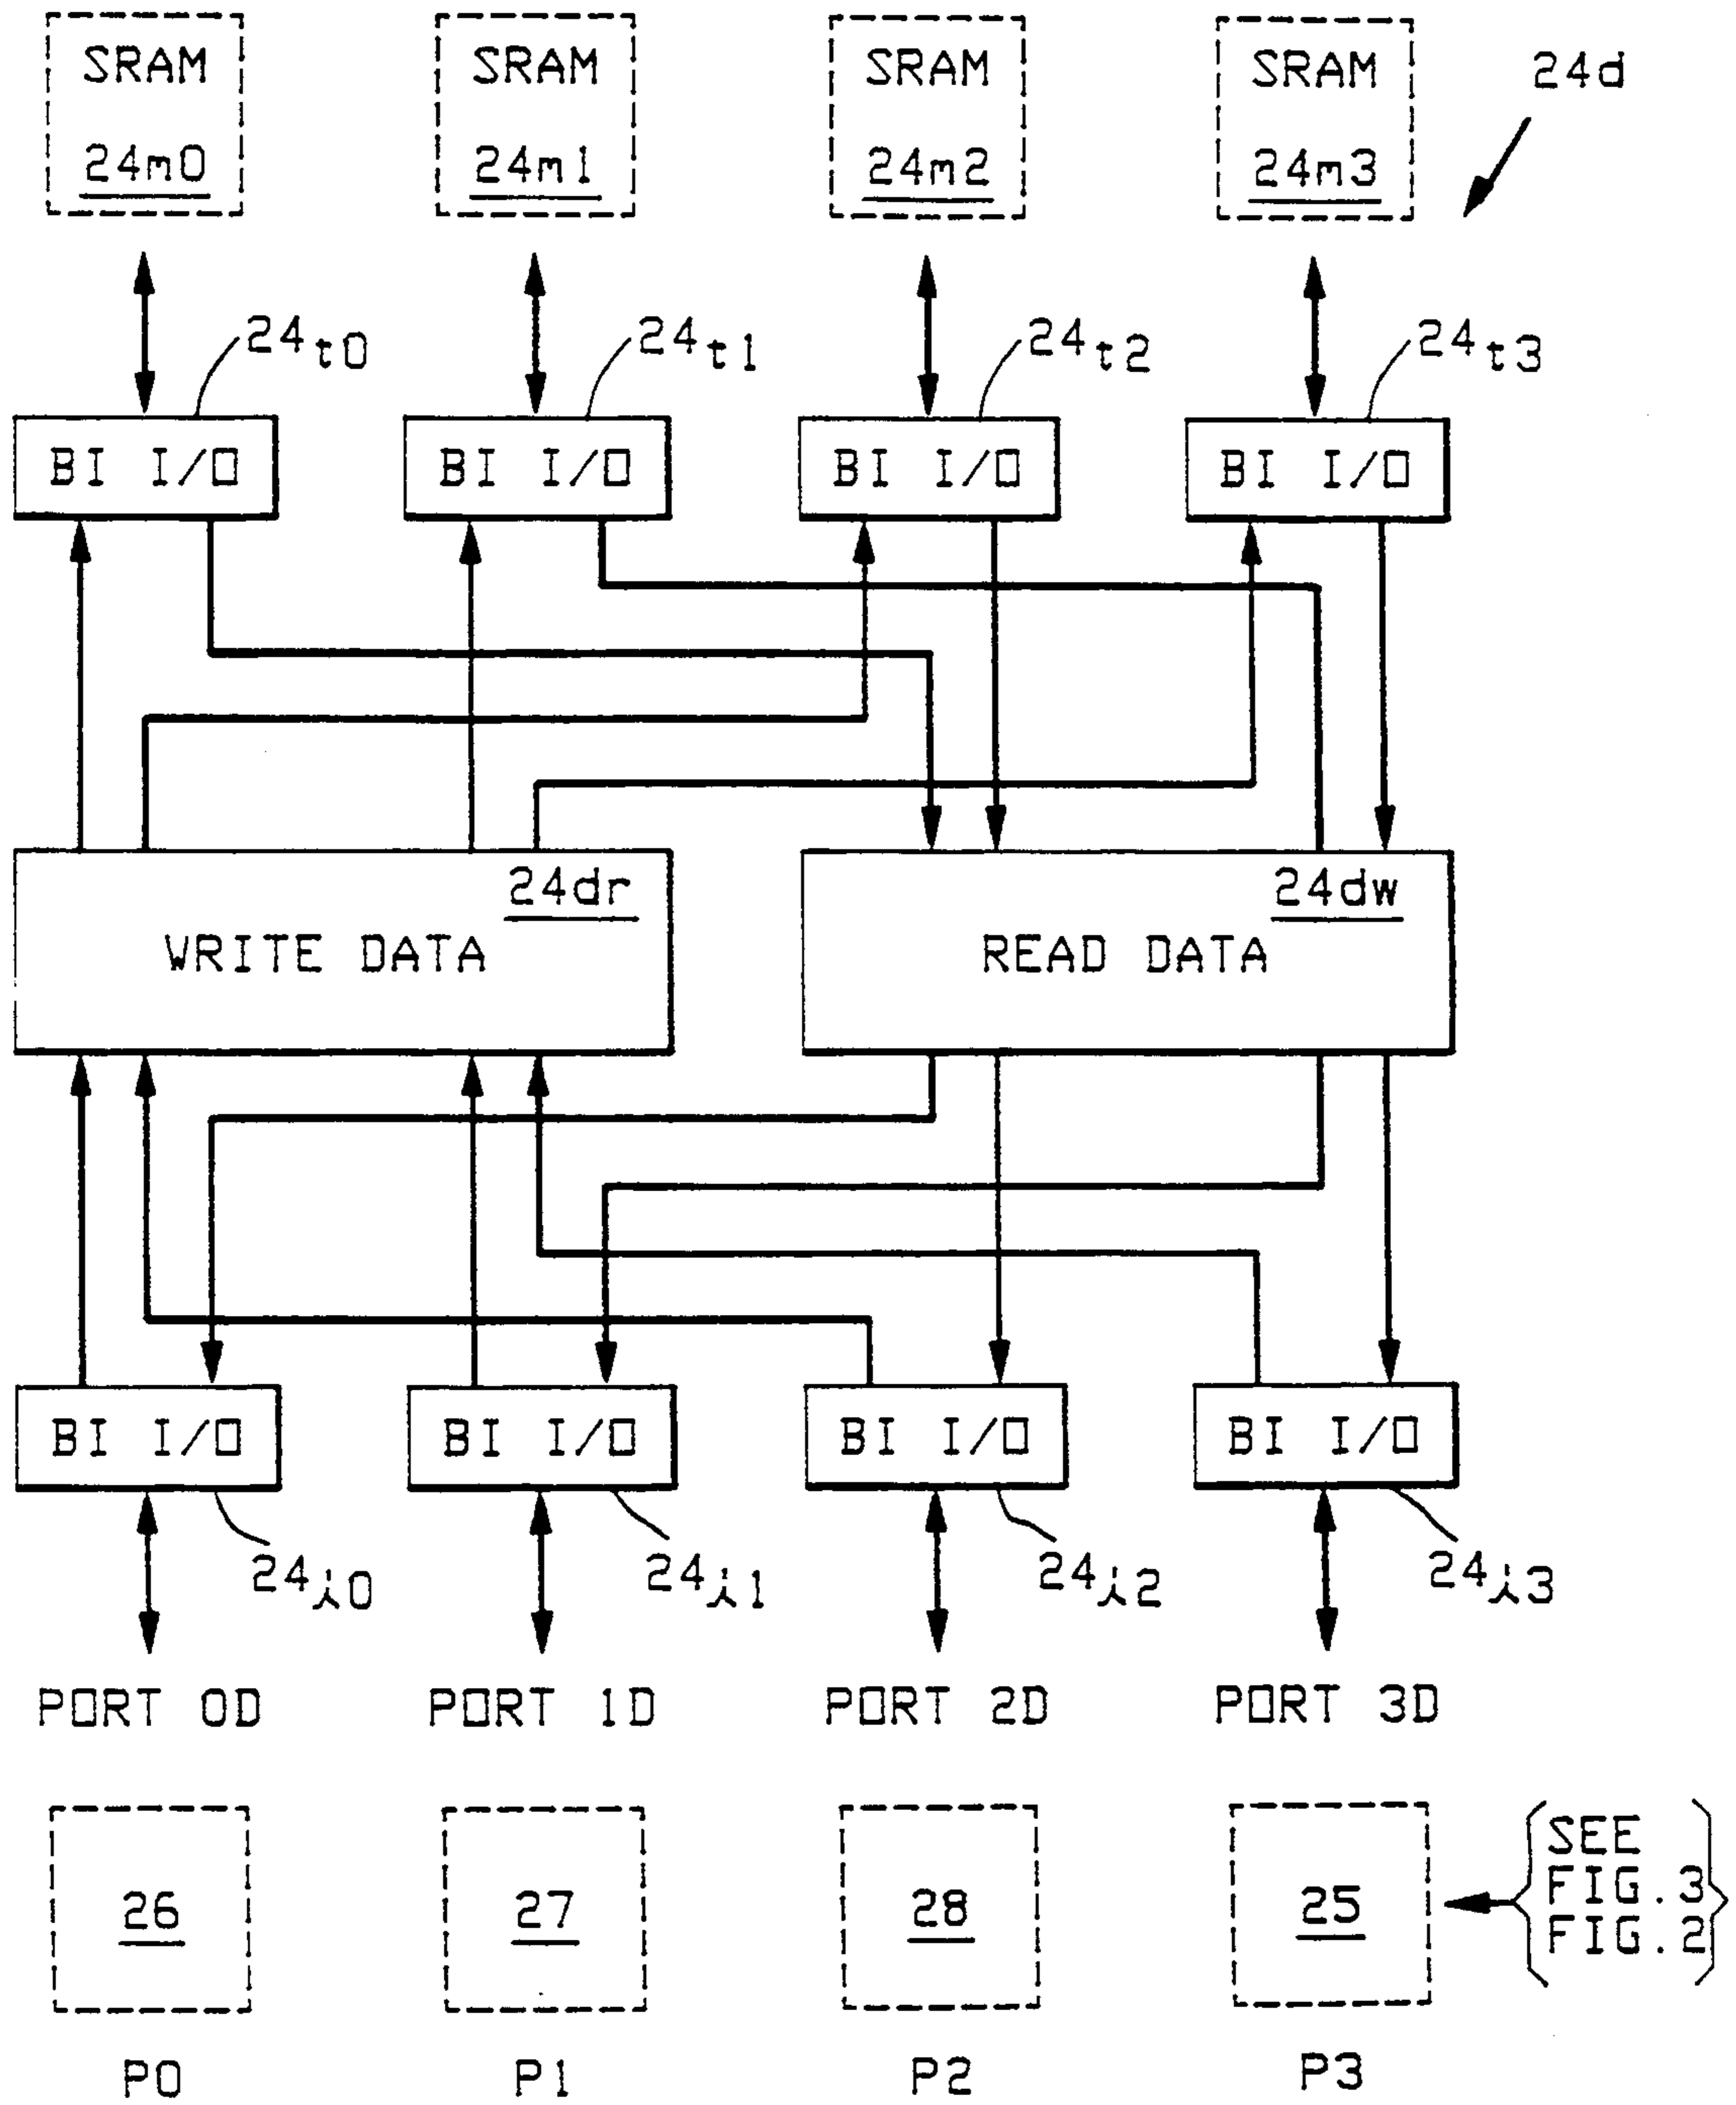 SRAM SRAM SRAM SRAM 24d
24m0 24m1 24m2 24m3
24t0 24t1 24t2 24t3
BI I/O BI I/O BI I/O BI I/O
24dr 24dw
WRITE DATA READ DATA
BI I/O BI I/O BI I/O BI I/O
24i0 24i1 24i2 24i3
PORT 0D PORT 1D PORT 2D PORT 3D
SEE
FIG.3
26 27 28 25
FIG.2
P0 P1 P2 P3